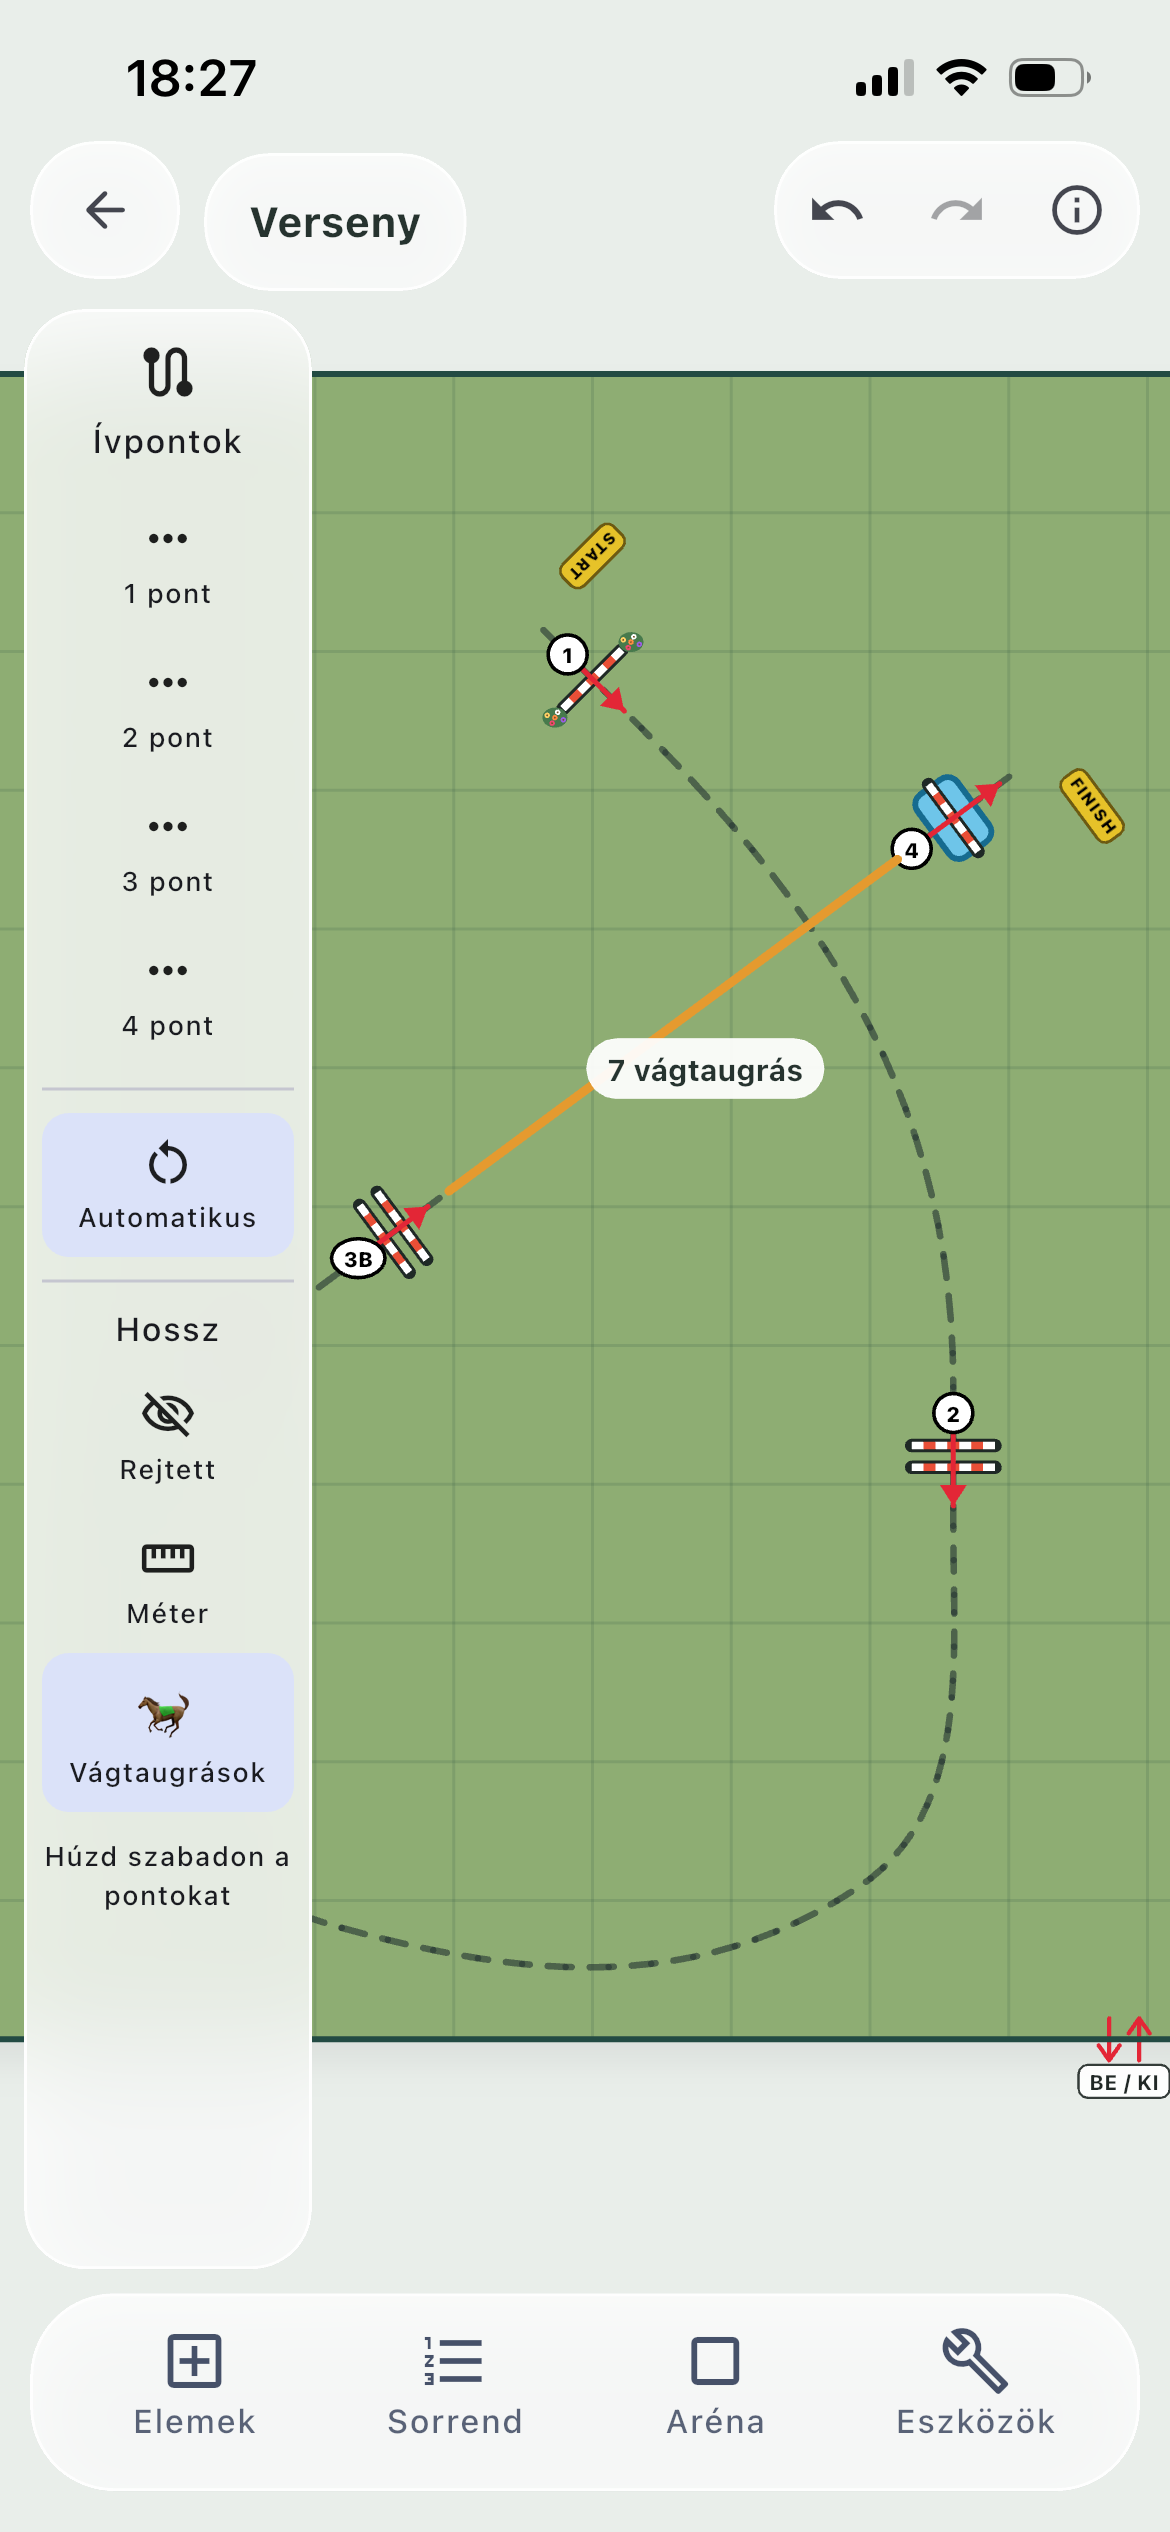 18:27
Verseny
Ívpontok
1 pont
2 pont
3 pont
4 pont
Automatikus
Hossz
Rejtett
Méter
Vágtaugrások
Húzd szabadon a
pontokat
START
1
4
FINISH
7 vágtaugrás
3B
2
BE / KI
Elemek
Sorrend
Aréna
Eszközök